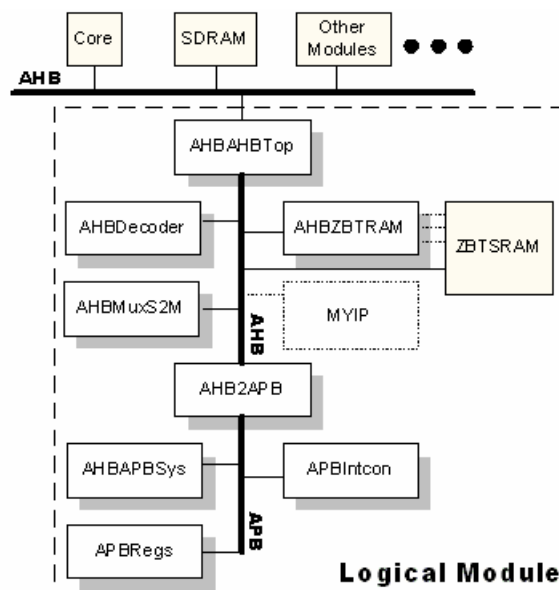 Core
SDRAM
Other
Modules
AHB
AHBAHBTop
AHBDecoder
AHBZBTRAM
ZBTSRAM
AHBMuxS2M
MYIP
AHB
AHB2APB
AHBAPBSys
APBIntcon
APB
APBRegs
Logical Module